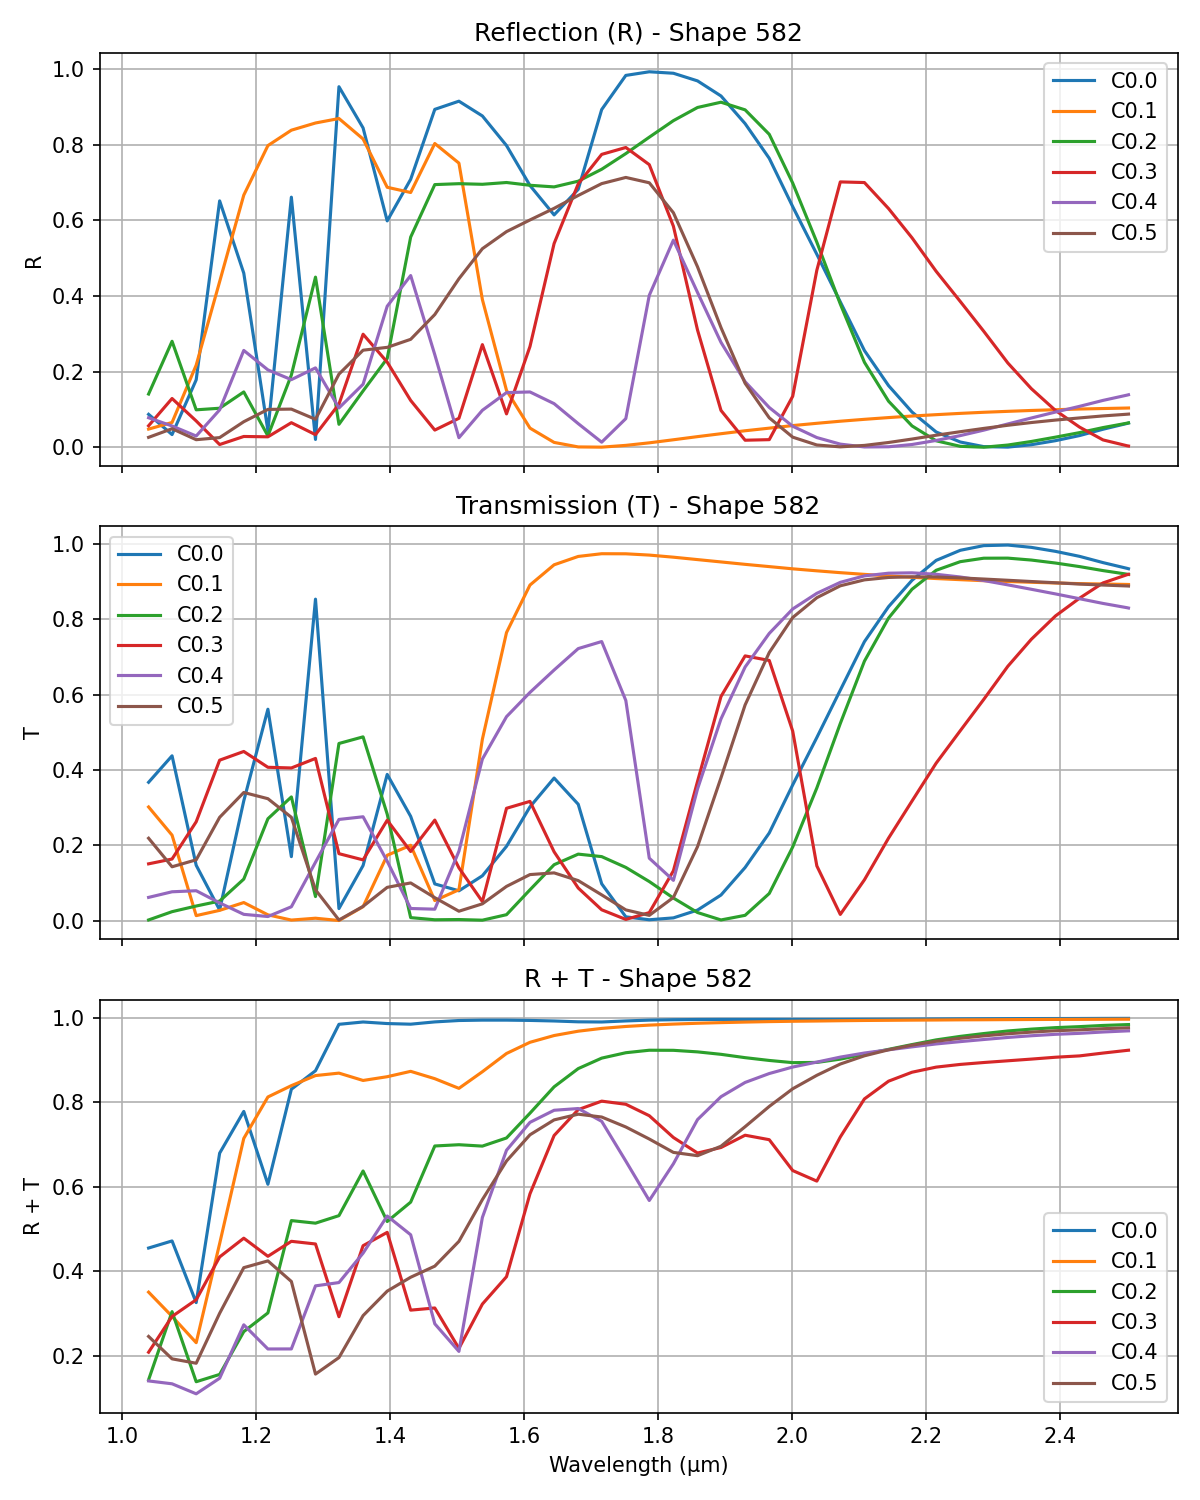 Reflection (R) - Shape 582
1.0
0.8
0.6
0.4
0.2
0.0
R
C0.0
C0.1
C0.2
C0.3
C0.4
C0.5
Transmission (T) - Shape 582
1.0
0.8
0.6
0.4
0.2
0.0
T
C0.0
C0.1
C0.2
C0.3
C0.4
C0.5
R + T - Shape 582
1.0
0.8
0.6
0.4
0.2
R + T
C0.0
C0.1
C0.2
C0.3
C0.4
C0.5
1.0 1.2 1.4 1.6 1.8 2.0 2.2 2.4
Wavelength (μm)